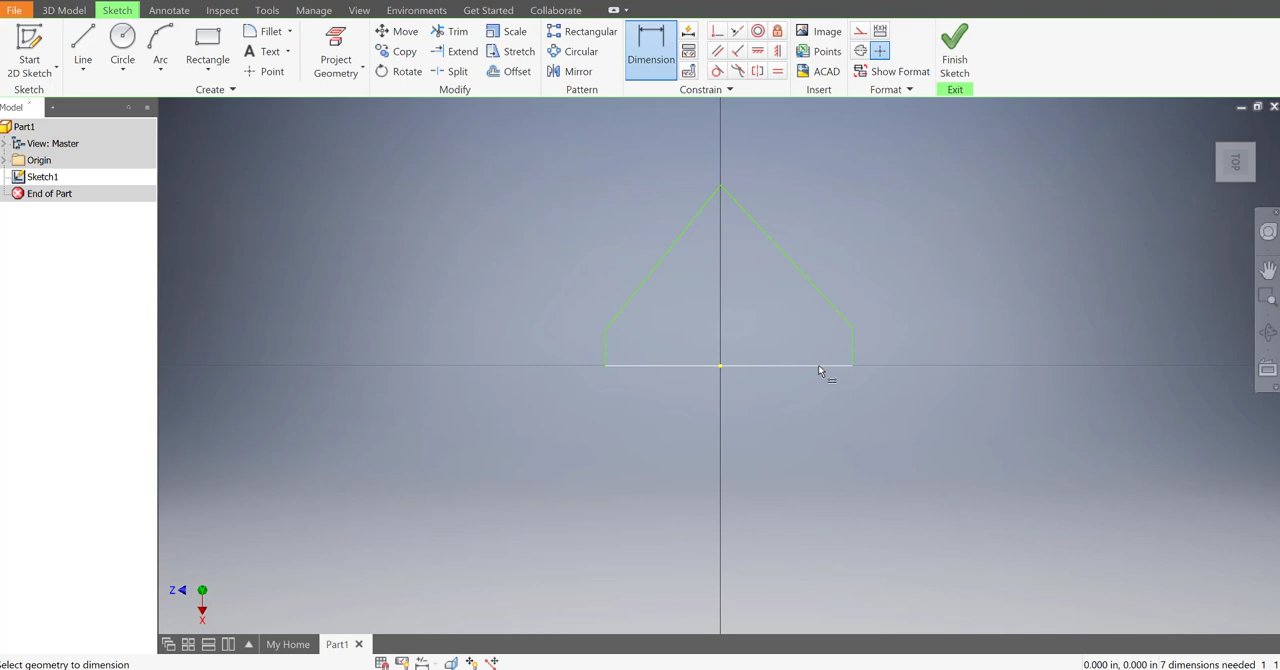 File 3D Model Sketch Annotate Inspect Tools Manage View Environments Get Started Collaborate
Start 2D Sketch Line Circle Arc Rectangle Fillet Text Point Project Geometry Move Copy Rotate Trim Extend Split Scale Stretch Offset Rectangular Circular Mirror Dimension Image Points ACAD Show Format Finish Sketch
Sketch Create Modify Pattern Constrain Insert Format Exit
Model
Part1
View: Master
Origin
Sketch1
End of Part
TOP
Z
X
My Home Part1
Select geometry to dimension 0.000 in, 0.000 in 7 dimensions needed 1 1